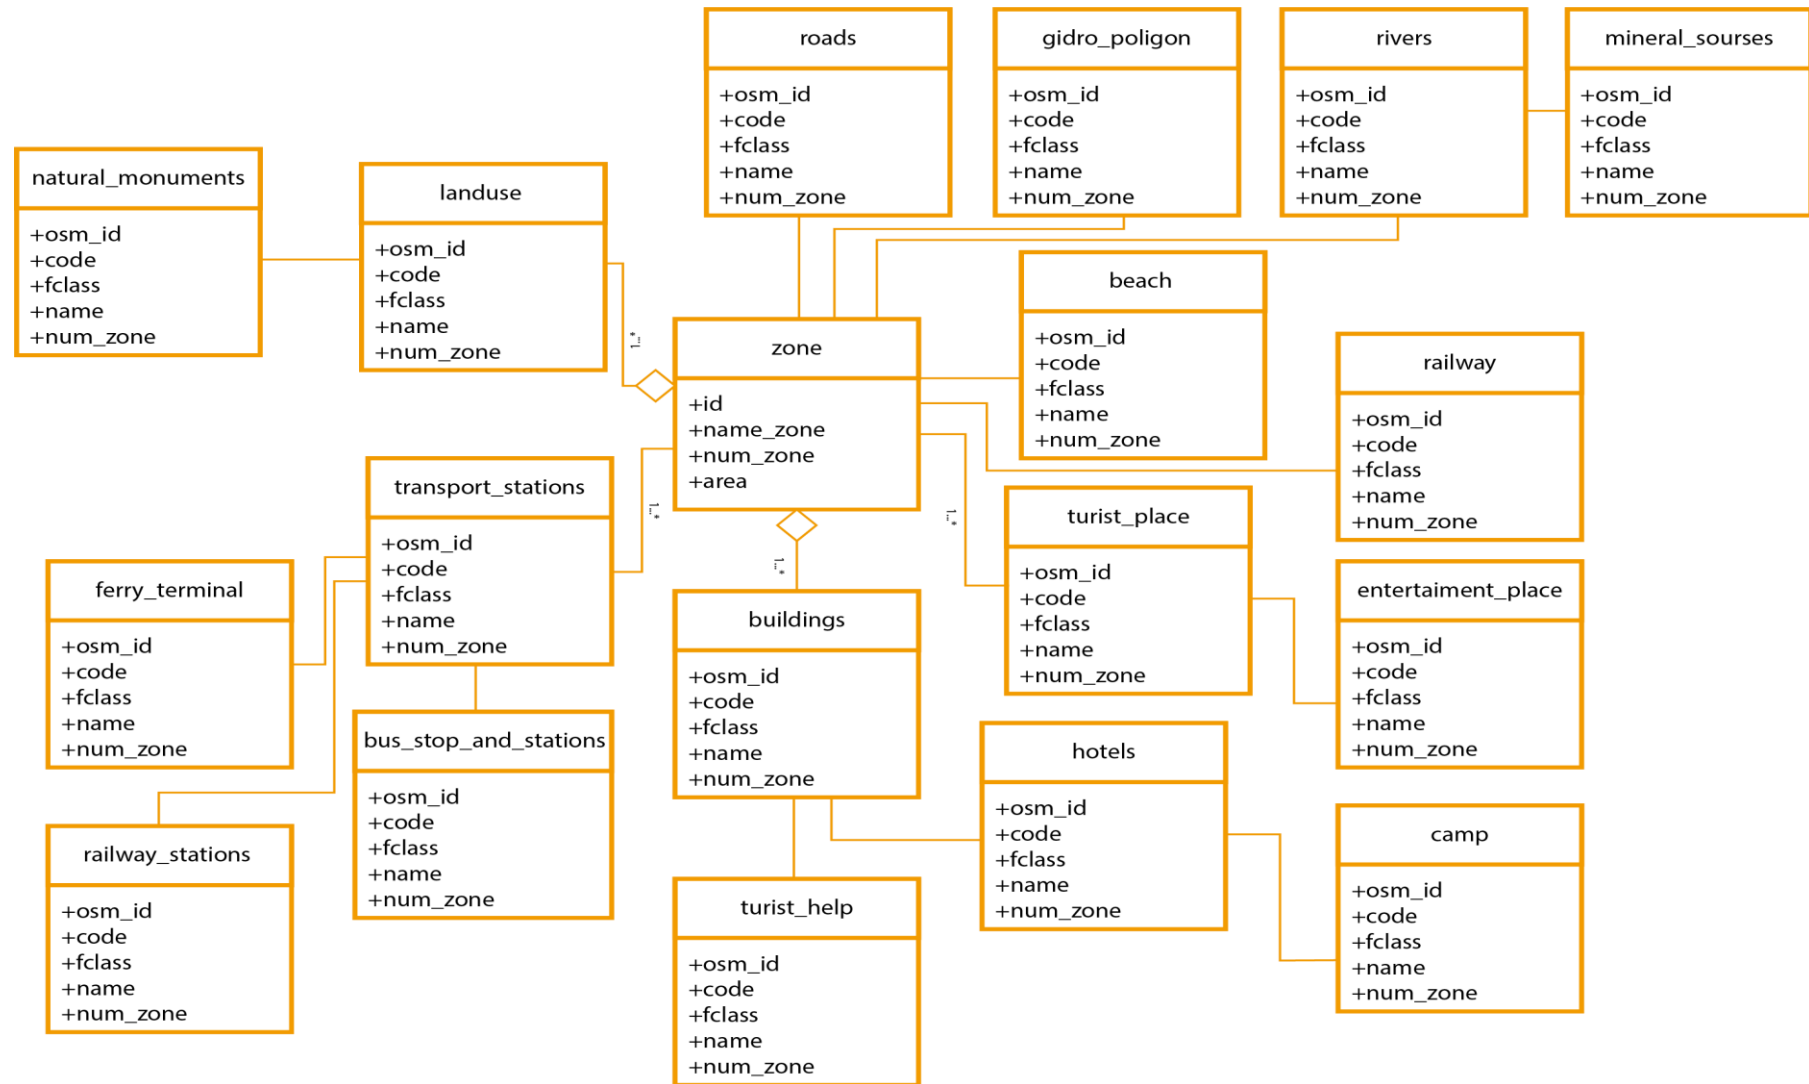 roads
+osm_id
+code
+fclass
+name
+num_zone
gidro_poligon
+osm_id
+code
+fclass
+name
+num_zone
rivers
+osm_id
+code
+fclass
+name
+num_zone
mineral_sourses
+osm_id
+code
+fclass
+name
+num_zone
natural_monuments
+osm_id
+code
+fclass
+name
+num_zone
landuse
+osm_id
+code
+fclass
+name
+num_zone
1...*
zone
+id
+name_zone
+num_zone
+area
beach
+osm_id
+code
+fclass
+name
+num_zone
railway
+osm_id
+code
+fclass
+name
+num_zone
transport_stations
+osm_id
+code
+fclass
+name
+num_zone
1...*
1...*
1...*
turist_place
+osm_id
+code
+fclass
+name
+num_zone
ferry_terminal
+osm_id
+code
+fclass
+name
+num_zone
buildings
+osm_id
+code
+fclass
+name
+num_zone
entertaiment_place
+osm_id
+code
+fclass
+name
+num_zone
bus_stop_and_stations
+osm_id
+code
+fclass
+name
+num_zone
hotels
+osm_id
+code
+fclass
+name
+num_zone
railway_stations
+osm_id
+code
+fclass
+name
+num_zone
turist_help
+osm_id
+code
+fclass
+name
+num_zone
camp
+osm_id
+code
+fclass
+name
+num_zone